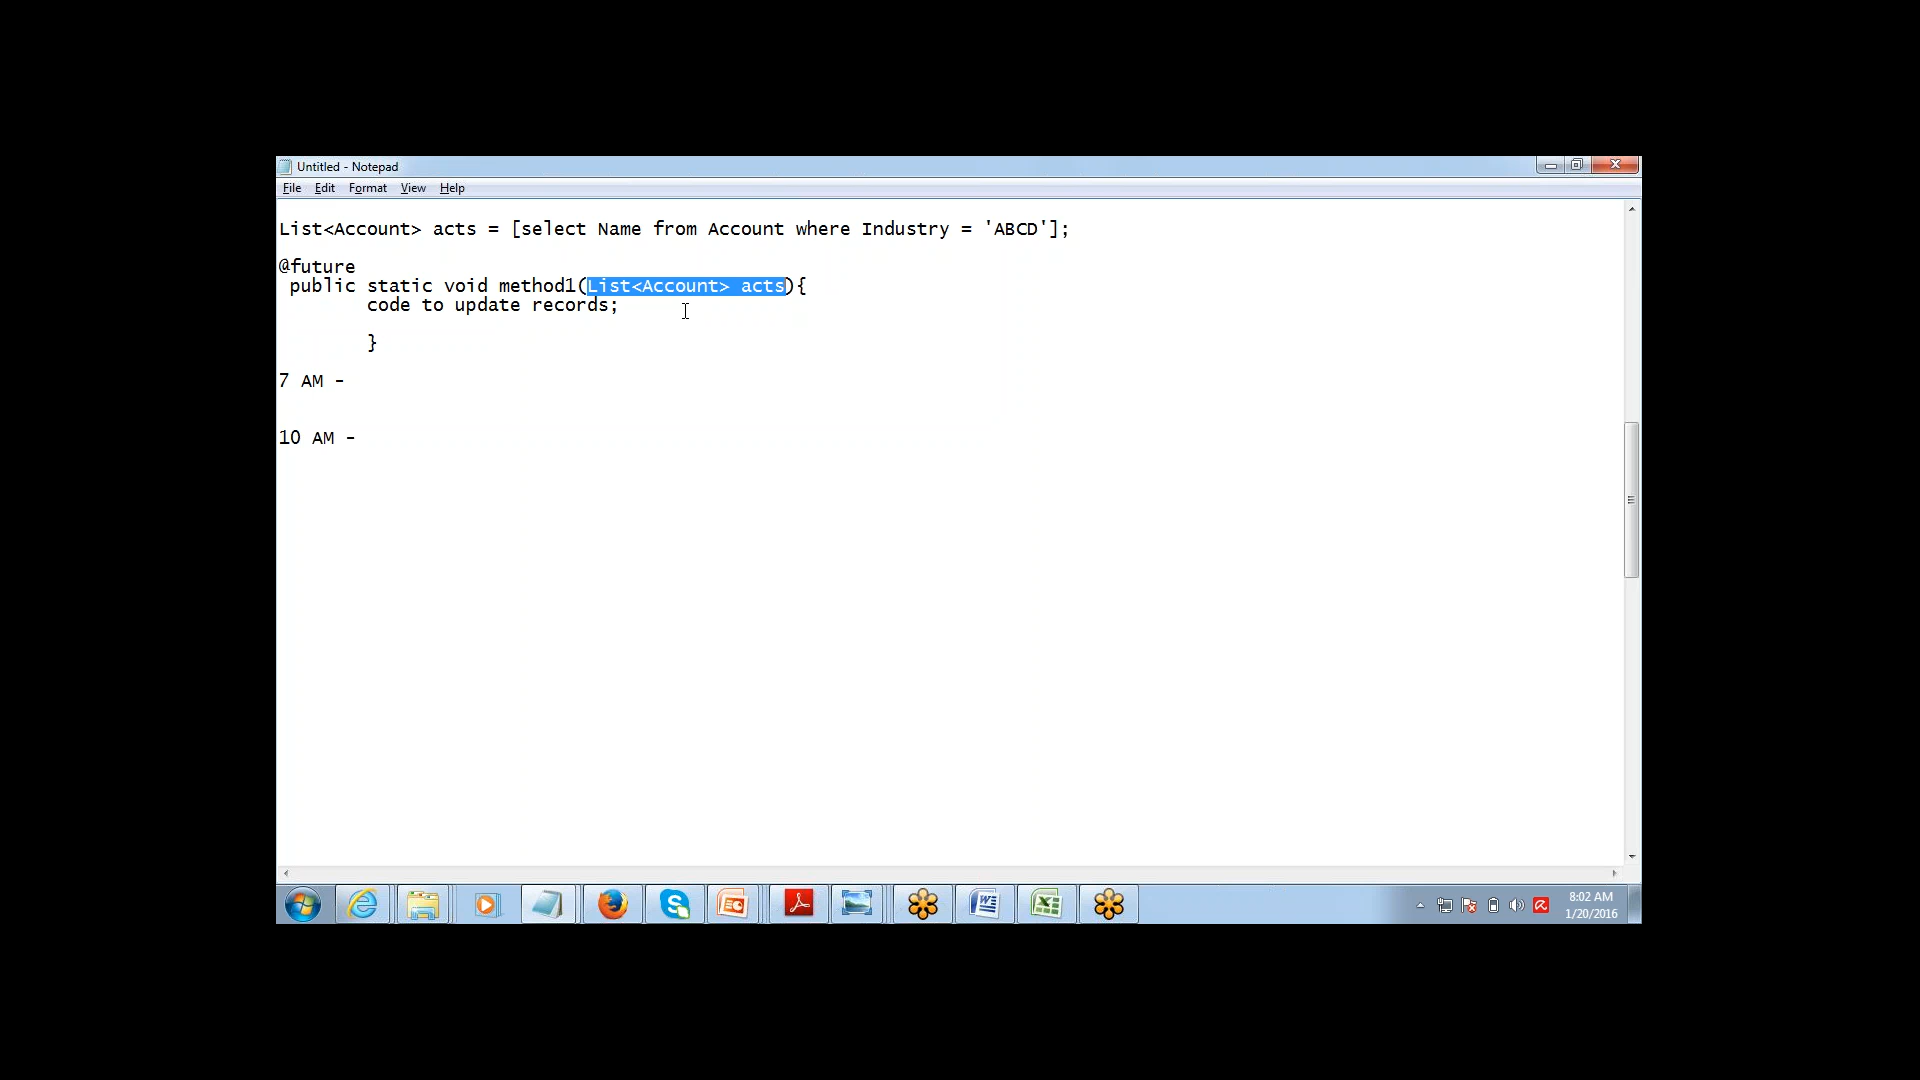 Untitled - Notepad
File Edit Format View Help
List<Account> acts = [select Name from Account where Industry = 'ABCD'];
@future
public static void method1(List<Account> acts){
code to update records;
}
7 AM -
10 AM -
8:02 AM
1/20/2016